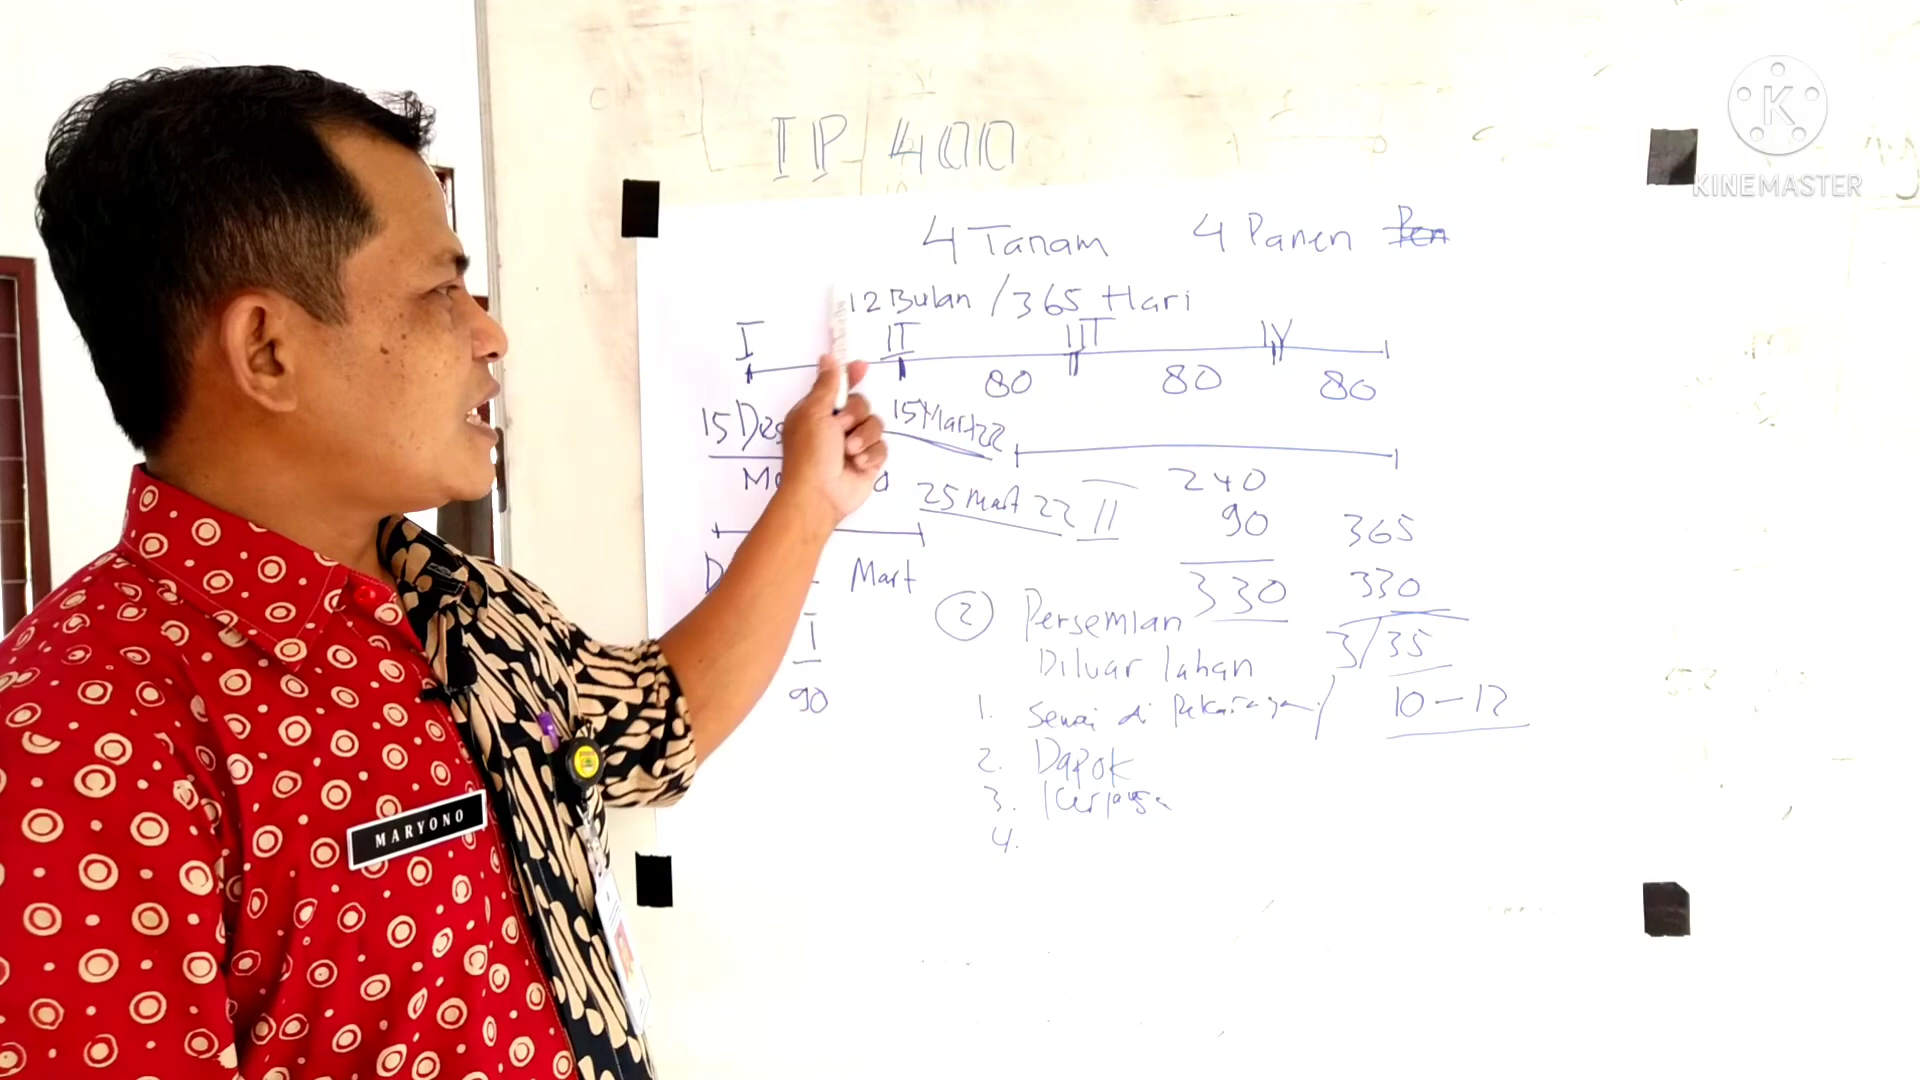 IP 400
KINEMASTER
4 Tanam 4 Panen
12 Bulan / 365 Hari
I II III IV
80 80 80
15 Des 15 Mart 22
240
25 Mart 22 II
90 365
Mart
330 330
2 Persemian
Diluar lahan
3/35
I
90
1. Semai di 10-12
2. Dapok
3.
4.
MARYONO